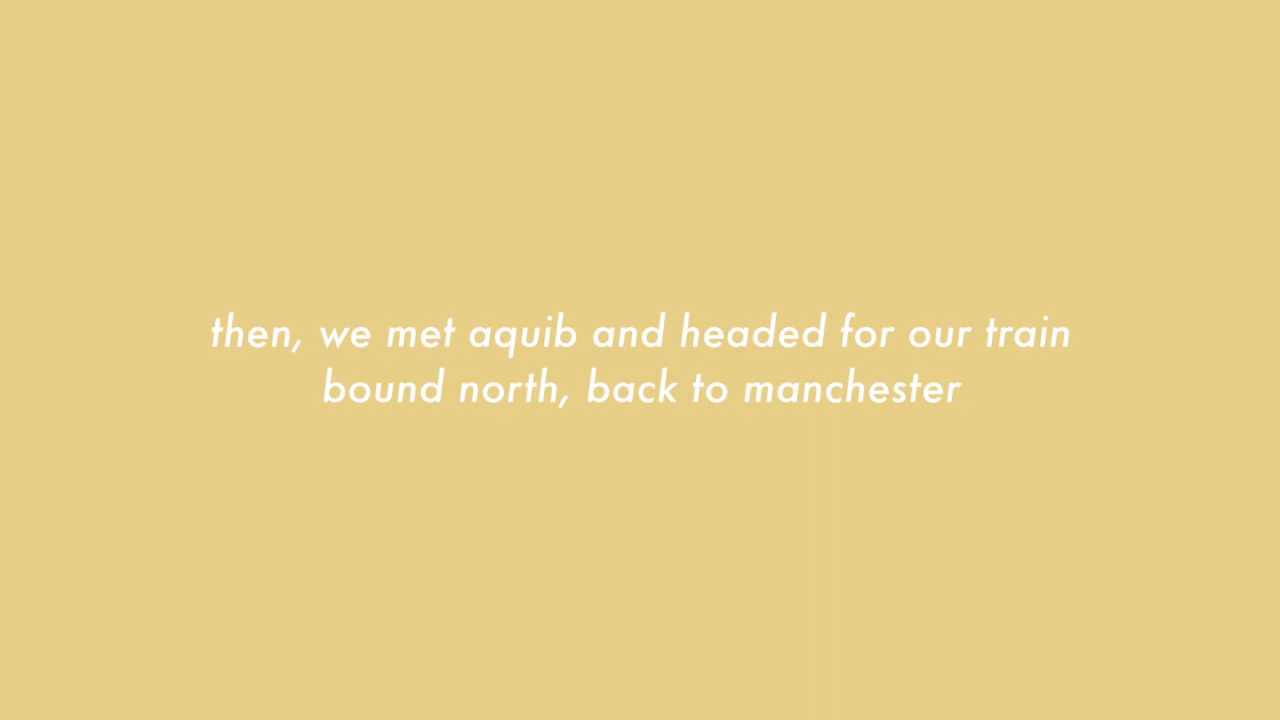 then, we met aquib and headed for our train
bound north, back to manchester